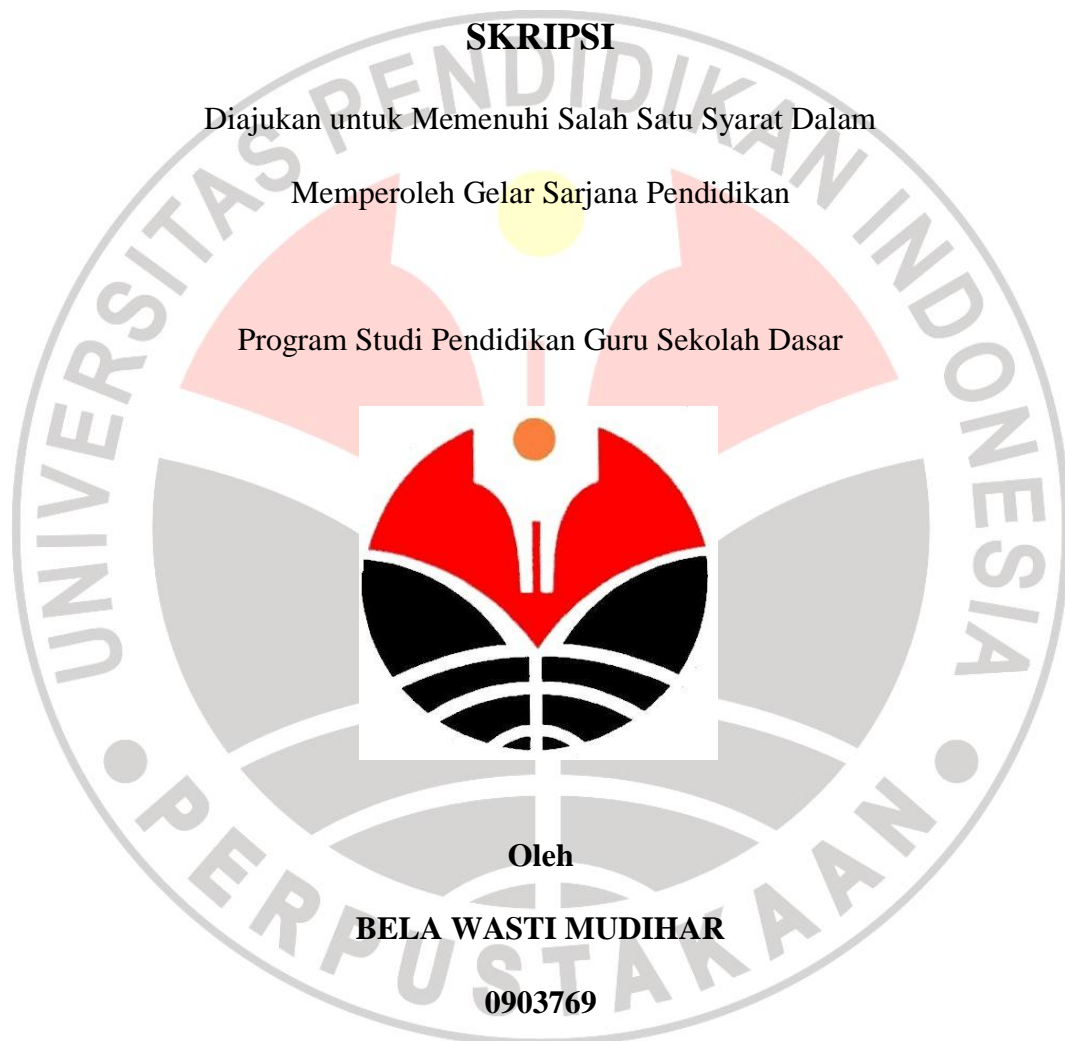 SKRIPSI
Diajukan untuk Memenuhi Salah Satu Syarat Dalam
Memperoleh Gelar Sarjana Pendidikan
Program Studi Pendidikan Guru Sekolah Dasar
Oleh
BELA WASTI MUDIHAR
0903769
UNIVERSITAS PENDIDIKAN INDONESIA
PERPUSTAKAAN